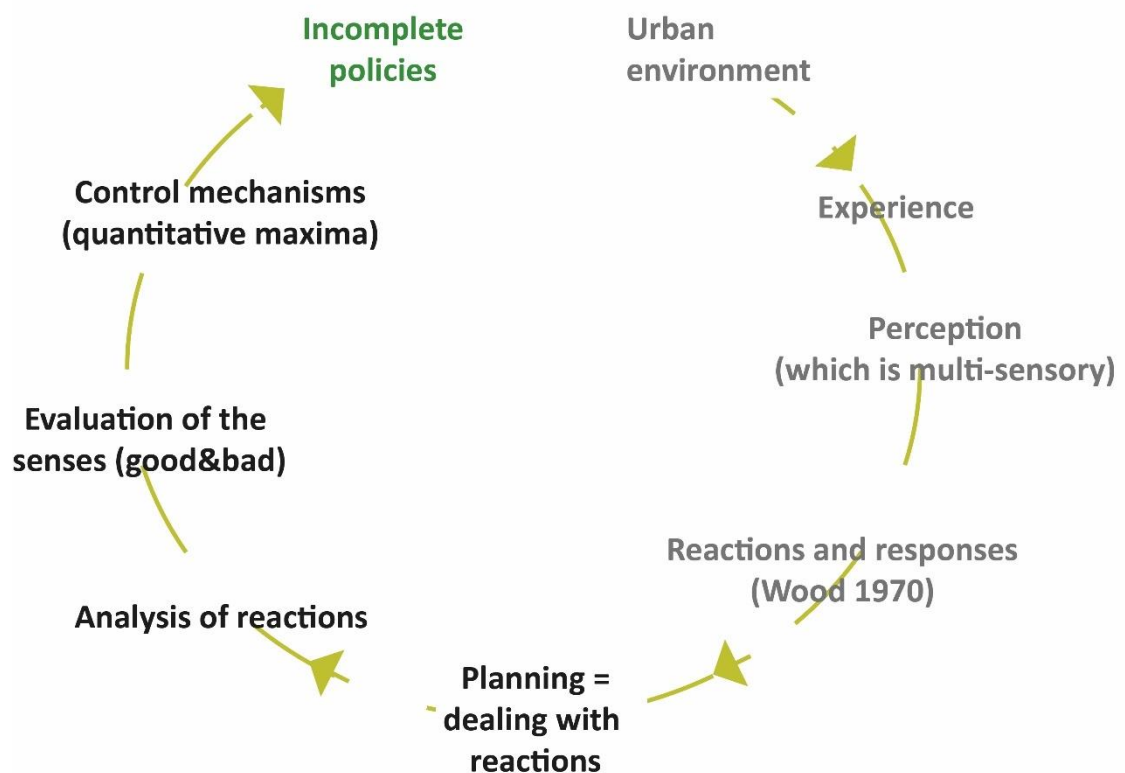 Incomplete
policies
Urban
environment
Experience
Perception
(which is multi-sensory)
Reactions and responses
(Wood 1970)
Planning =
dealing with
reactions
Analysis of reactions
Evaluation of the
senses (good&bad)
Control mechanisms
(quantitative maxima)